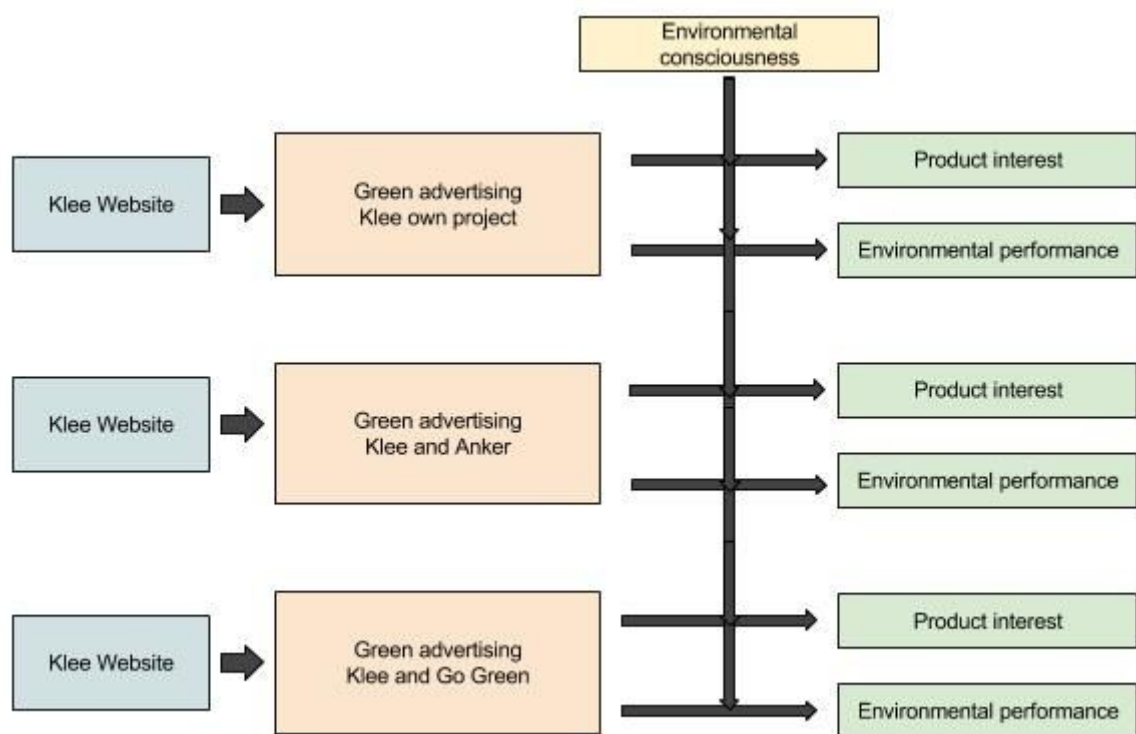 Environmental
consciousness
Klee Website
Green advertising
Klee own project
Product interest
Environmental performance
Klee Website
Green advertising
Klee and Anker
Product interest
Environmental performance
Klee Website
Green advertising
Klee and Go Green
Product interest
Environmental performance